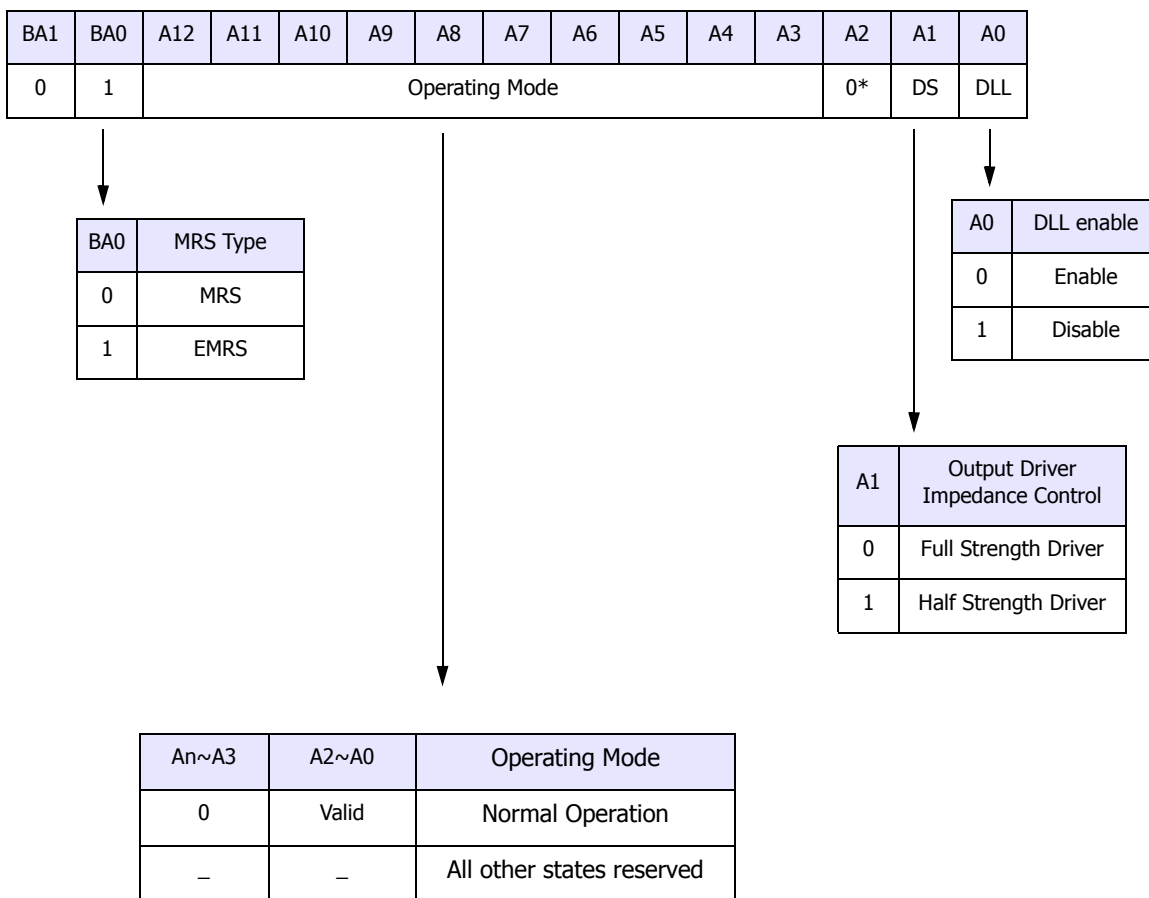 BA1 BA0 A12 A11 A10 A9 A8 A7 A6 A5 A4 A3 A2 A1 A0
0 1 Operating Mode 0* DS DLL
BA0 MRS Type
0 MRS
1 EMRS
A0 DLL enable
0 Enable
1 Disable
A1 Output Driver
Impedance Control
0 Full Strength Driver
1 Half Strength Driver
An~A3 A2~A0 Operating Mode
0 Valid Normal Operation
– – All other states reserved